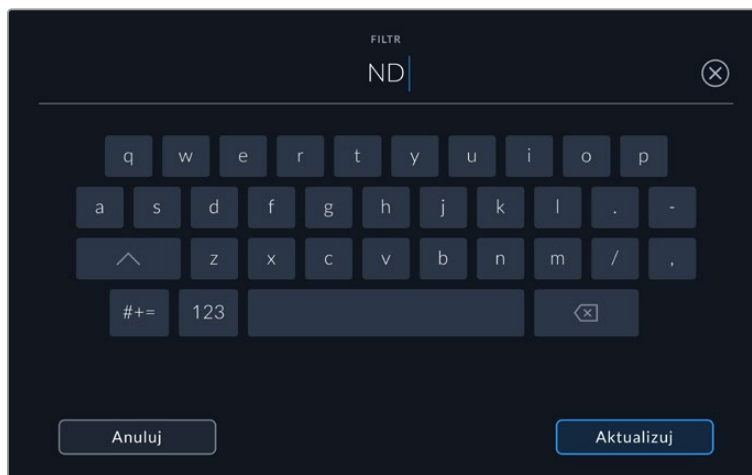 FILTR
ND
q w e r t y u i o p
a s d f g h j k l . -
z x c v b n m / ,
#+= 123
Anuluj Aktualizuj